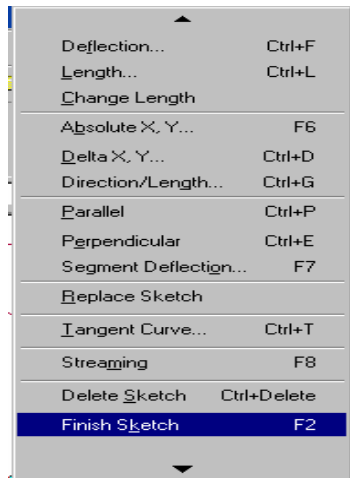 Deflection... Ctrl+F
Length... Ctrl+L
Change Length
Absolute X, Y... F6
Delta X, Y... Ctrl+D
Direction/Length... Ctrl+G
Parallel Ctrl+P
Perpendicular Ctrl+E
Segment Deflection... F7
Replace Sketch
Tangent Curve... Ctrl+T
Streaming F8
Delete Sketch Ctrl+Delete
Finish Sketch F2